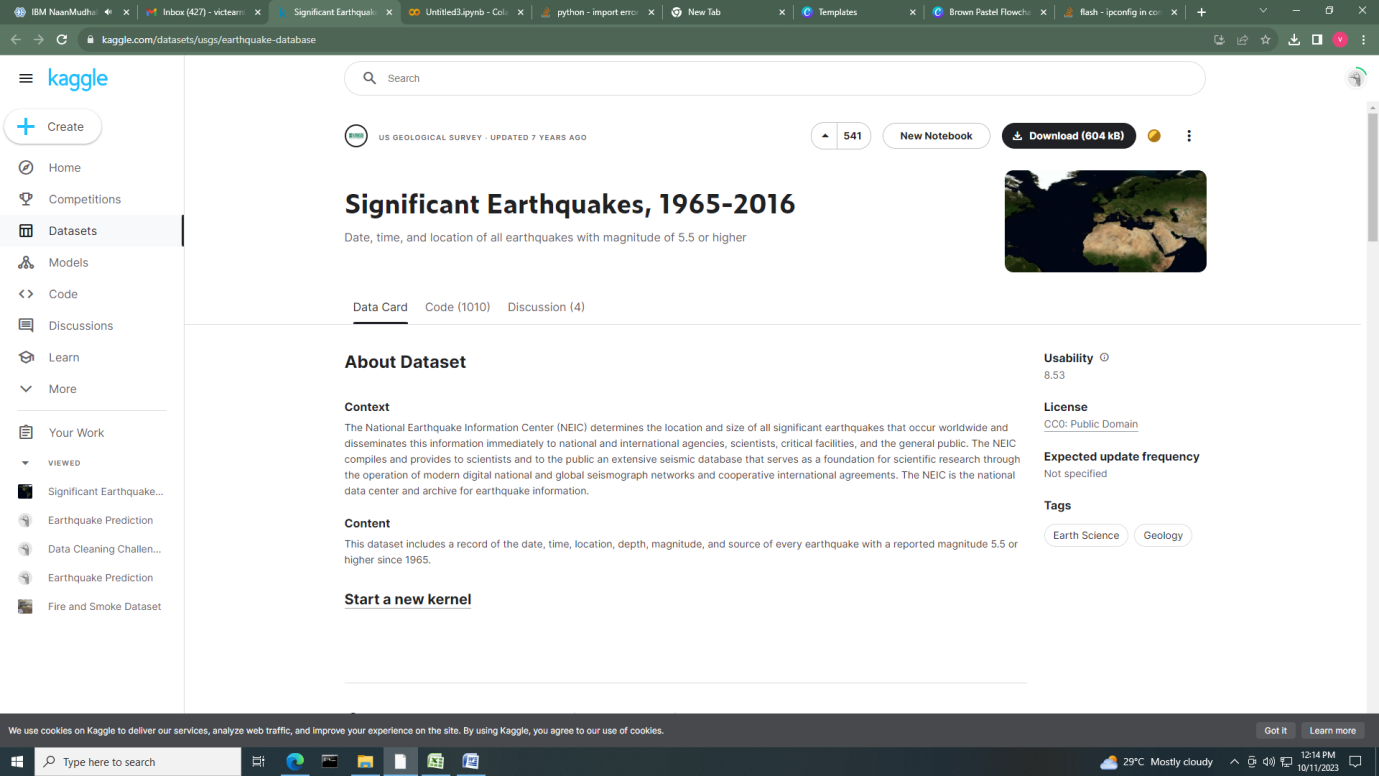 IBM NaanMudhal
Inbox (427) - victearn
Significant Earthquake
Untitled3.ipynb - Cola
python - import error
New Tab
Templates
Brown Pastel Flowcha
flash - ipconfig in co
kaggle.com/datasets/usgs/earthquake-database
V
kaggle
Search
Create
Home
Competitions
Datasets
Models
Code
Discussions
Learn
More
Your Work
VIEWED
Significant Earthquake...
Earthquake Prediction
Data Cleaning Challen...
Earthquake Prediction
Fire and Smoke Dataset
US GEOLOGICAL SURVEY · UPDATED 7 YEARS AGO
541
New Notebook
Download (604 kB)
Significant Earthquakes, 1965-2016
Date, time, and location of all earthquakes with magnitude of 5.5 or higher
Data Card
Code (1010)
Discussion (4)
About Dataset
Context
The National Earthquake Information Center (NEIC) determines the location and size of all significant earthquakes that occur worldwide and
disseminates this information immediately to national and international agencies, scientists, critical facilities, and the general public. The NEIC
compiles and provides to scientists and to the public an extensive seismic database that serves as a foundation for scientific research through
the operation of modern digital national and global seismograph networks and cooperative international agreements. The NEIC is the national
data center and archive for earthquake information.
Content
This dataset includes a record of the date, time, location, depth, magnitude, and source of every earthquake with a reported magnitude 5.5 or
higher since 1965.
Start a new kernel
Usability
8.53
License
CC0: Public Domain
Expected update frequency
Not specified
Tags
Earth Science
Geology
We use cookies on Kaggle to deliver our services, analyze web traffic, and improve your experience on the site. By using Kaggle, you agree to our use of cookies.
Got it
Learn more
Type here to search
29°C Mostly cloudy
12:14 PM
10/11/2023